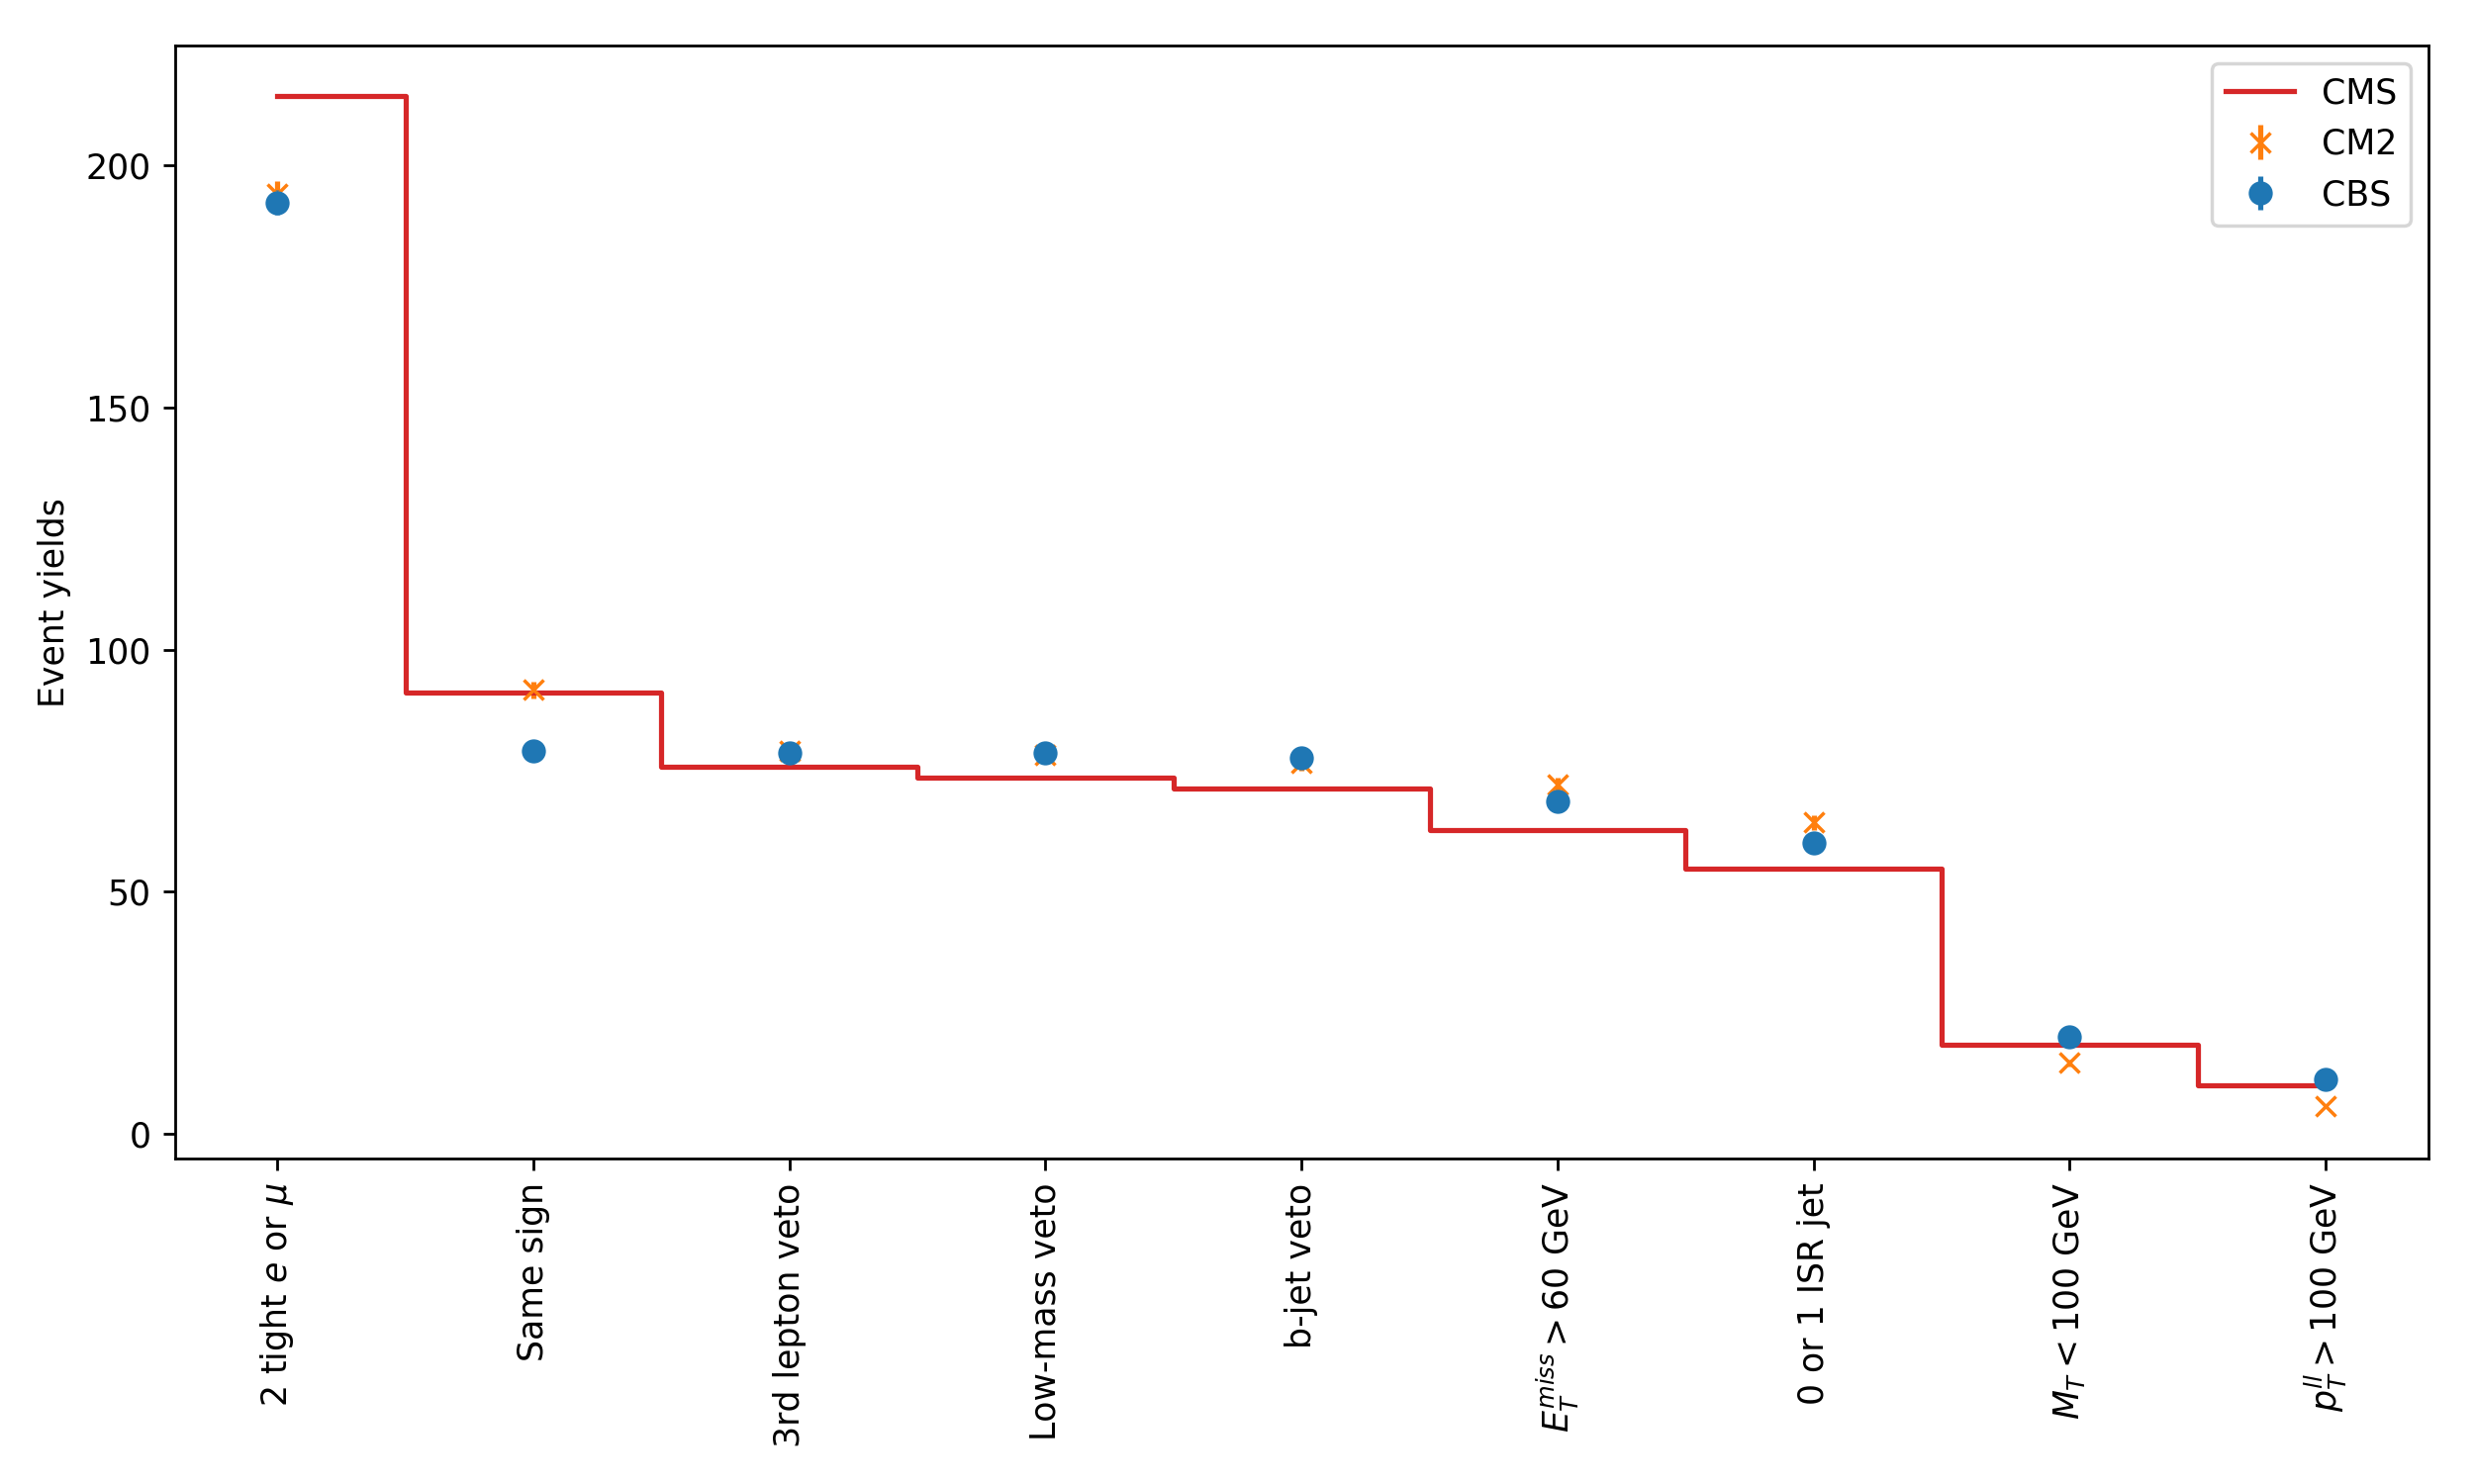 CMS
CM2
CBS
Event yields
200
150
100
50
0
2 tight e or μ
Same sign
3rd lepton veto
Low-mass veto
b-jet veto
$E_T^{miss}$ > 60 GeV
0 or 1 ISR jet
$M_T$ < 100 GeV
$p_T^{ll}$ > 100 GeV